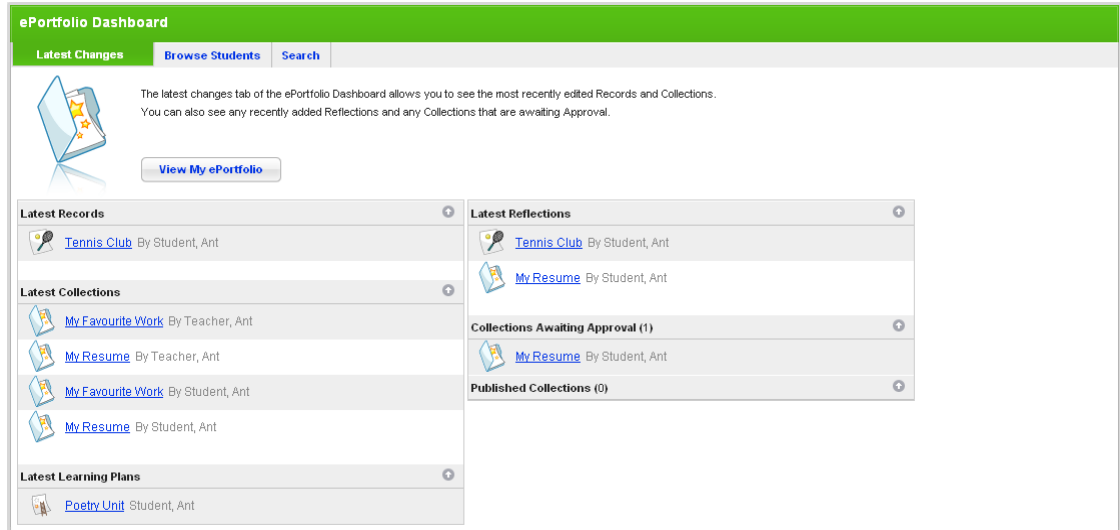 ePortfolio Dashboard
Latest Changes
Browse Students
Search
The latest changes tab of the ePortfolio Dashboard allows you to see the most recently edited Records and Collections.
You can also see any recently added Reflections and any Collections that are awaiting Approval.
View My ePortfolio
Latest Records
Tennis Club By Student, Ant
Latest Collections
My Favourite Work By Teacher, Ant
My Resume By Teacher, Ant
My Favourite Work By Student, Ant
My Resume By Student, Ant
Latest Learning Plans
Poetry Unit Student, Ant
Latest Reflections
Tennis Club By Student, Ant
My Resume By Student, Ant
Collections Awaiting Approval (1)
My Resume By Student, Ant
Published Collections (0)